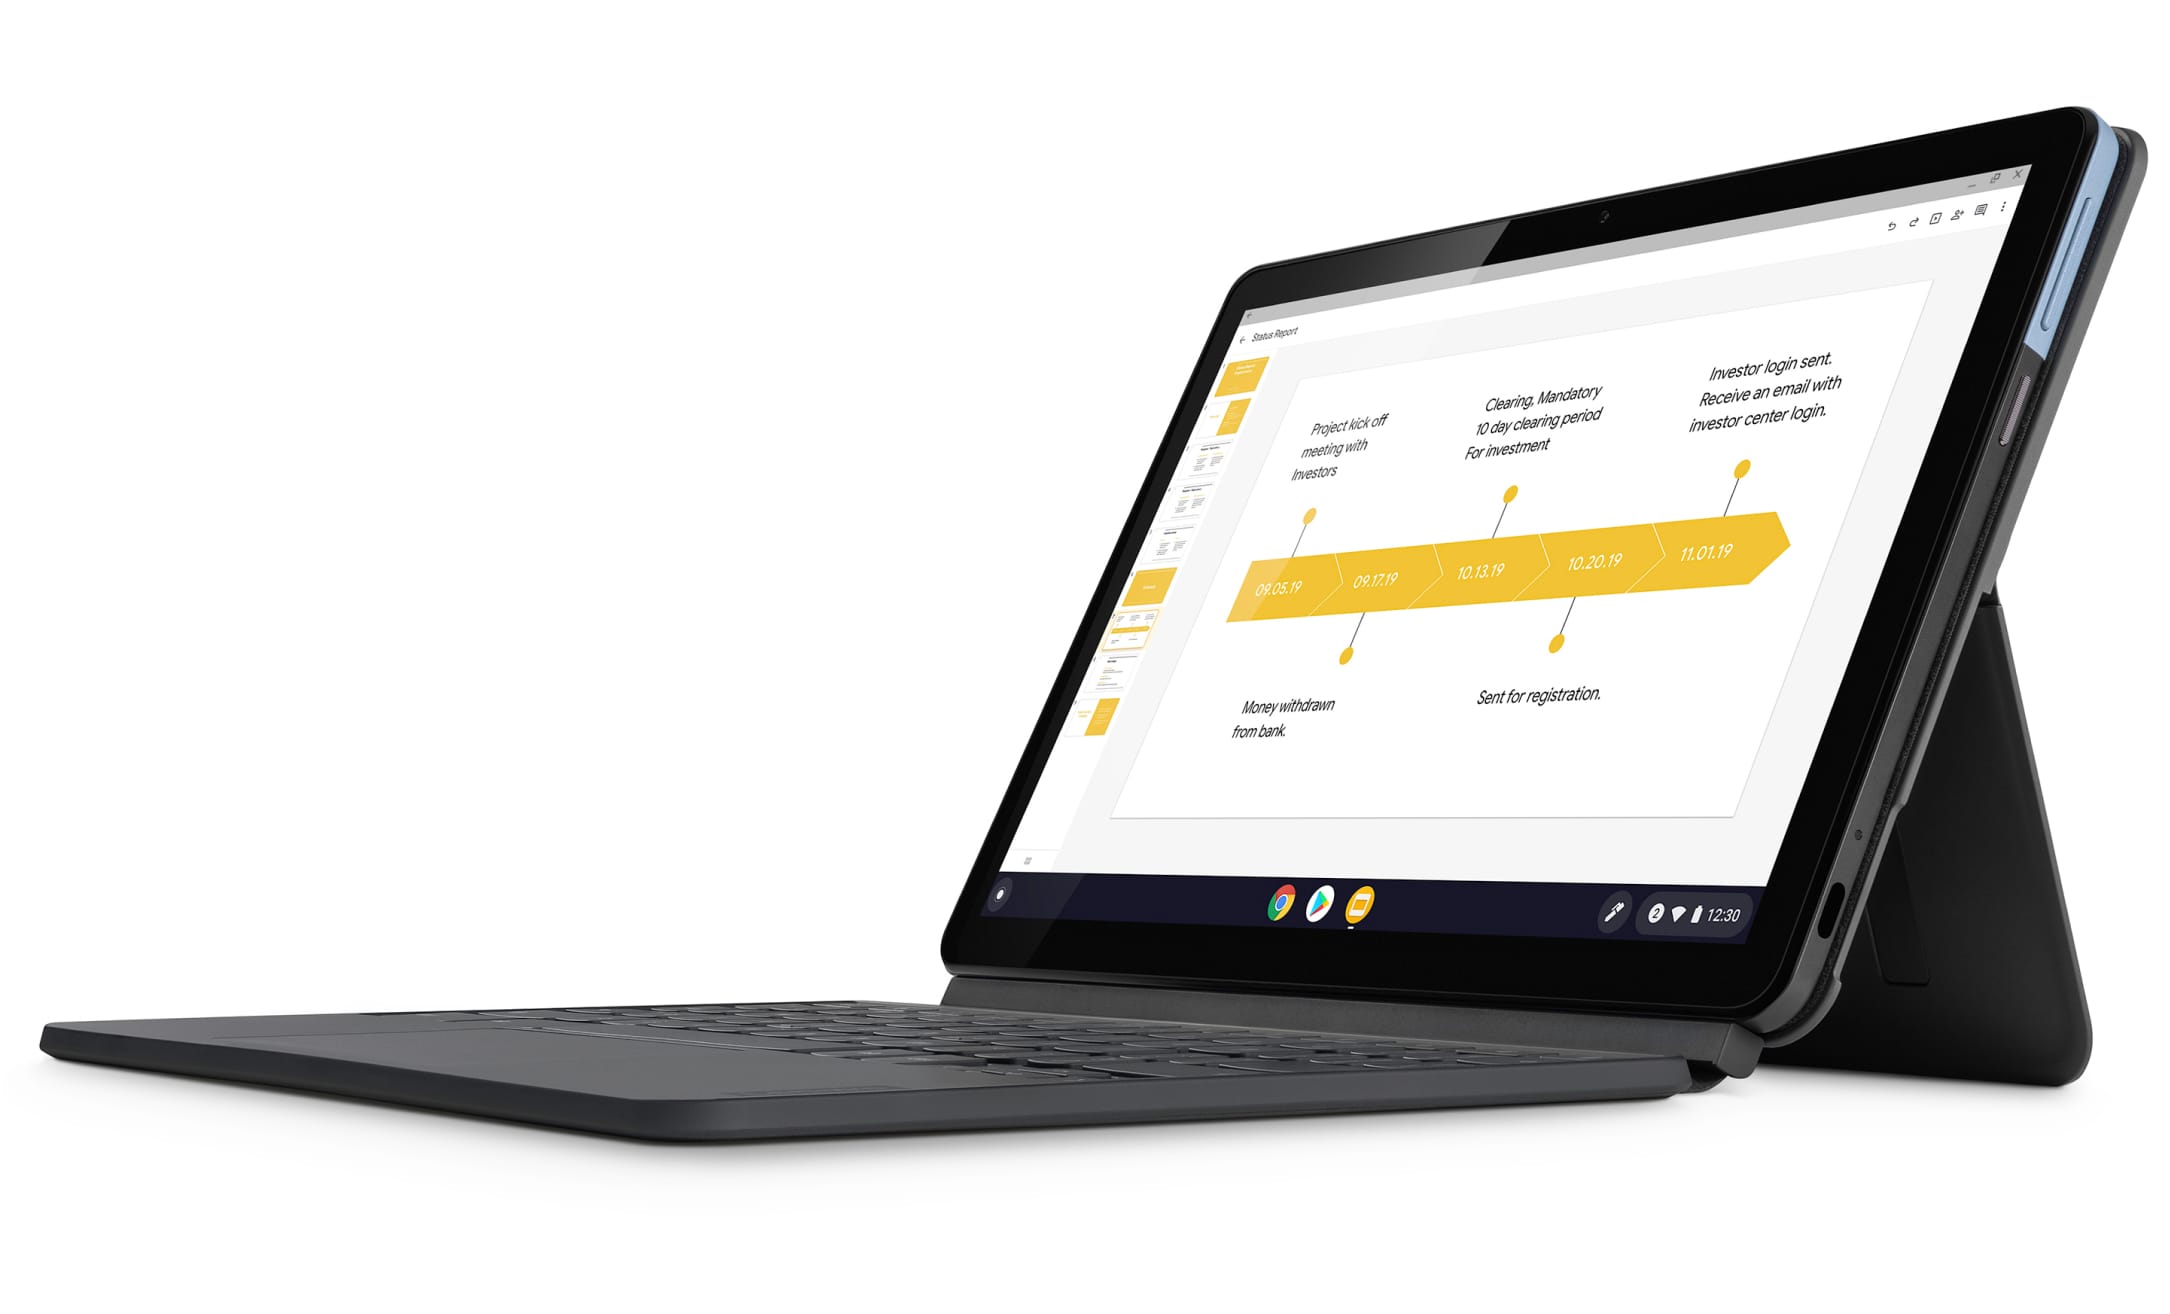 Status Report
Project kick off
meeting with
Investors
Clearing, Mandatory
10 day clearing period
For investment
Investor login sent.
Receive an email with
investor center login.
09.05.19
09.17.19
10.13.19
10.20.19
11.01.19
Money withdrawn
from bank.
Sent for registration.
2
12:30